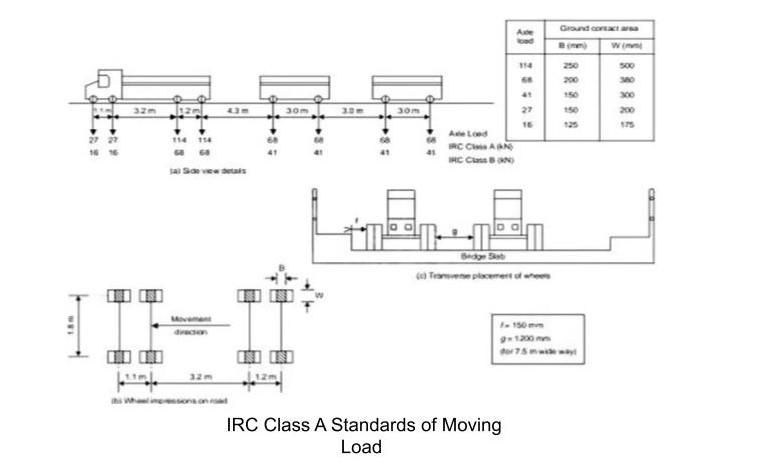 Axle load
Ground contact area
B (mm)
W (mm)
114 250 500
68 200 380
41 150 300
27 150 200
16 125 175
1.1 m 3.2 m 1.2 m 4.3 m 3.0 m 3.0 m 3.0 m
27 27 114 114 68 68 68 68 Axle Load
IRC Class A (kN)
16 16 68 68 41 41 41 41
IRC Class B (kN)
(a) Side view details
f
g
Bridge Slab
(c) Transverse placement of wheels
B
W
1.8 m
Movement
direction
1.1 m 3.2 m 1.2 m
(b) Wheel impressions on road
f = 150 mm
g = 1200 mm
(for 7.5 m wide way)
IRC Class A Standards of Moving
Load